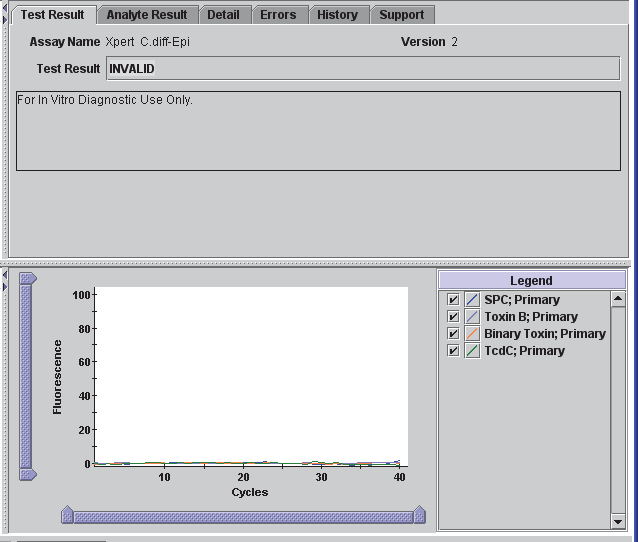 Test Result Analyte Result Detail Errors History Support
Assay Name Xpert C.diff-Epi Version 2
Test Result INVALID
For In Vitro Diagnostic Use Only.
Legend
SPC; Primary
Toxin B; Primary
Binary Toxin; Primary
TcdC; Primary
Fluorescence
100
80
60
40
20
0
10 20 30 40
Cycles